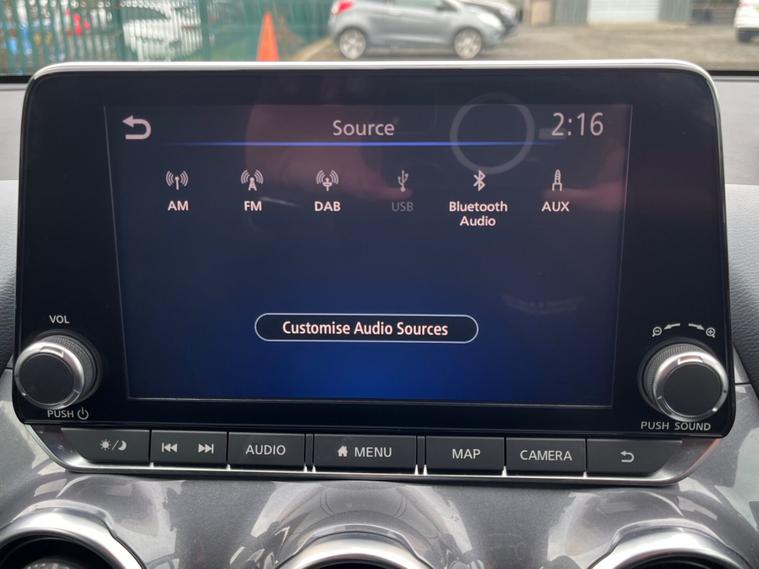 Source 2:16
AM FM DAB USB Bluetooth Audio AUX
Customise Audio Sources
VOL
PUSH
PUSH SOUND
AUDIO MENU MAP CAMERA